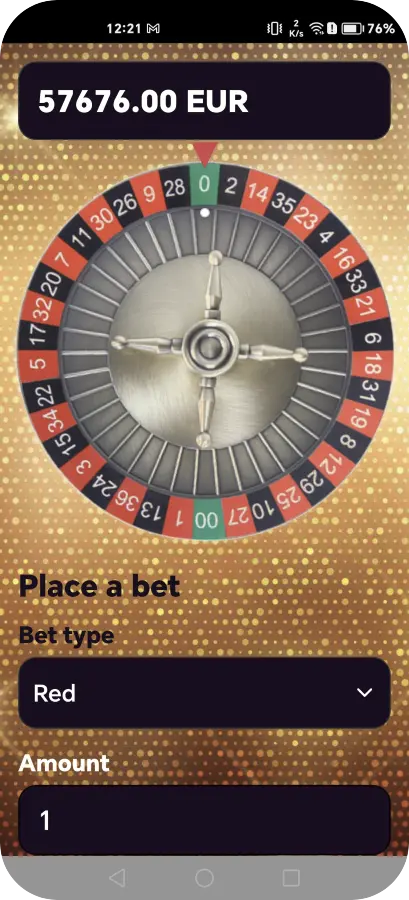 12:21
2
K/s
76%
57676.00 EUR
0 2 14 35 23 4 16 33 21 6 18 31 19 8 12 29 25 10 27 00 1 13 36 24 3 15 34 22 5 17 32 20 7 11 30 26 9 28
Place a bet
Bet type
Red
Amount
1